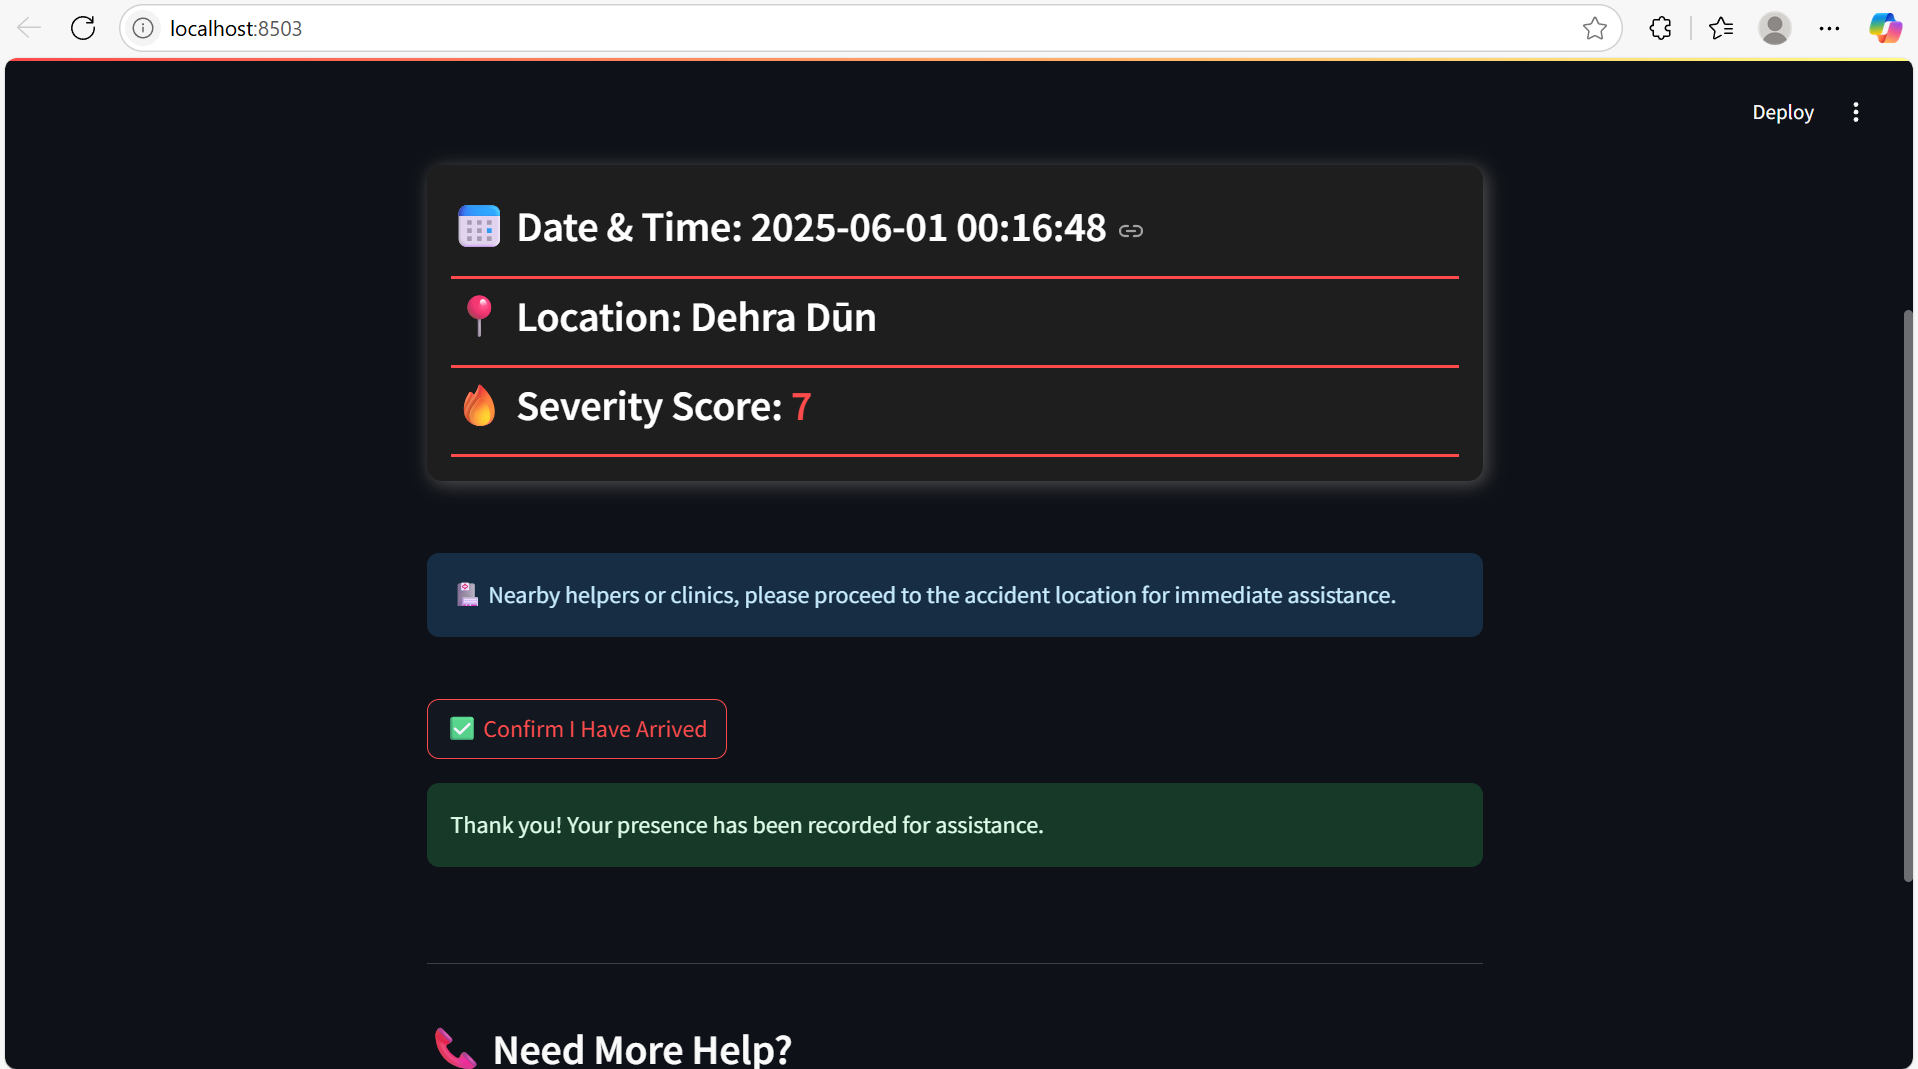 localhost:8503
Deploy
Date & Time: 2025-06-01 00:16:48
Location: Dehra Dūn
Severity Score: 7
Nearby helpers or clinics, please proceed to the accident location for immediate assistance.
Confirm I Have Arrived
Thank you! Your presence has been recorded for assistance.
Need More Help?